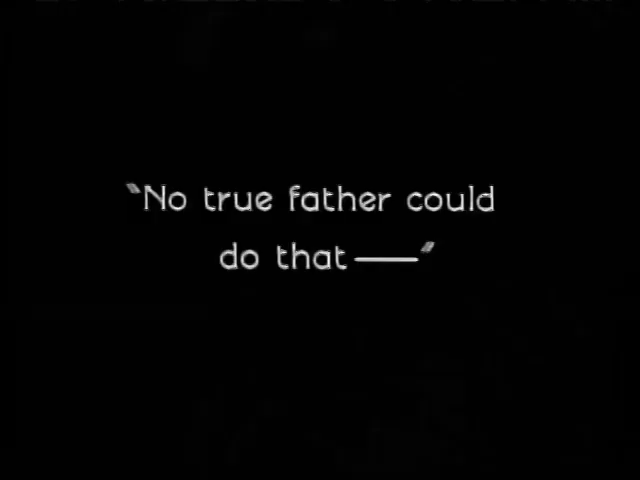 "No true father could
do that——"